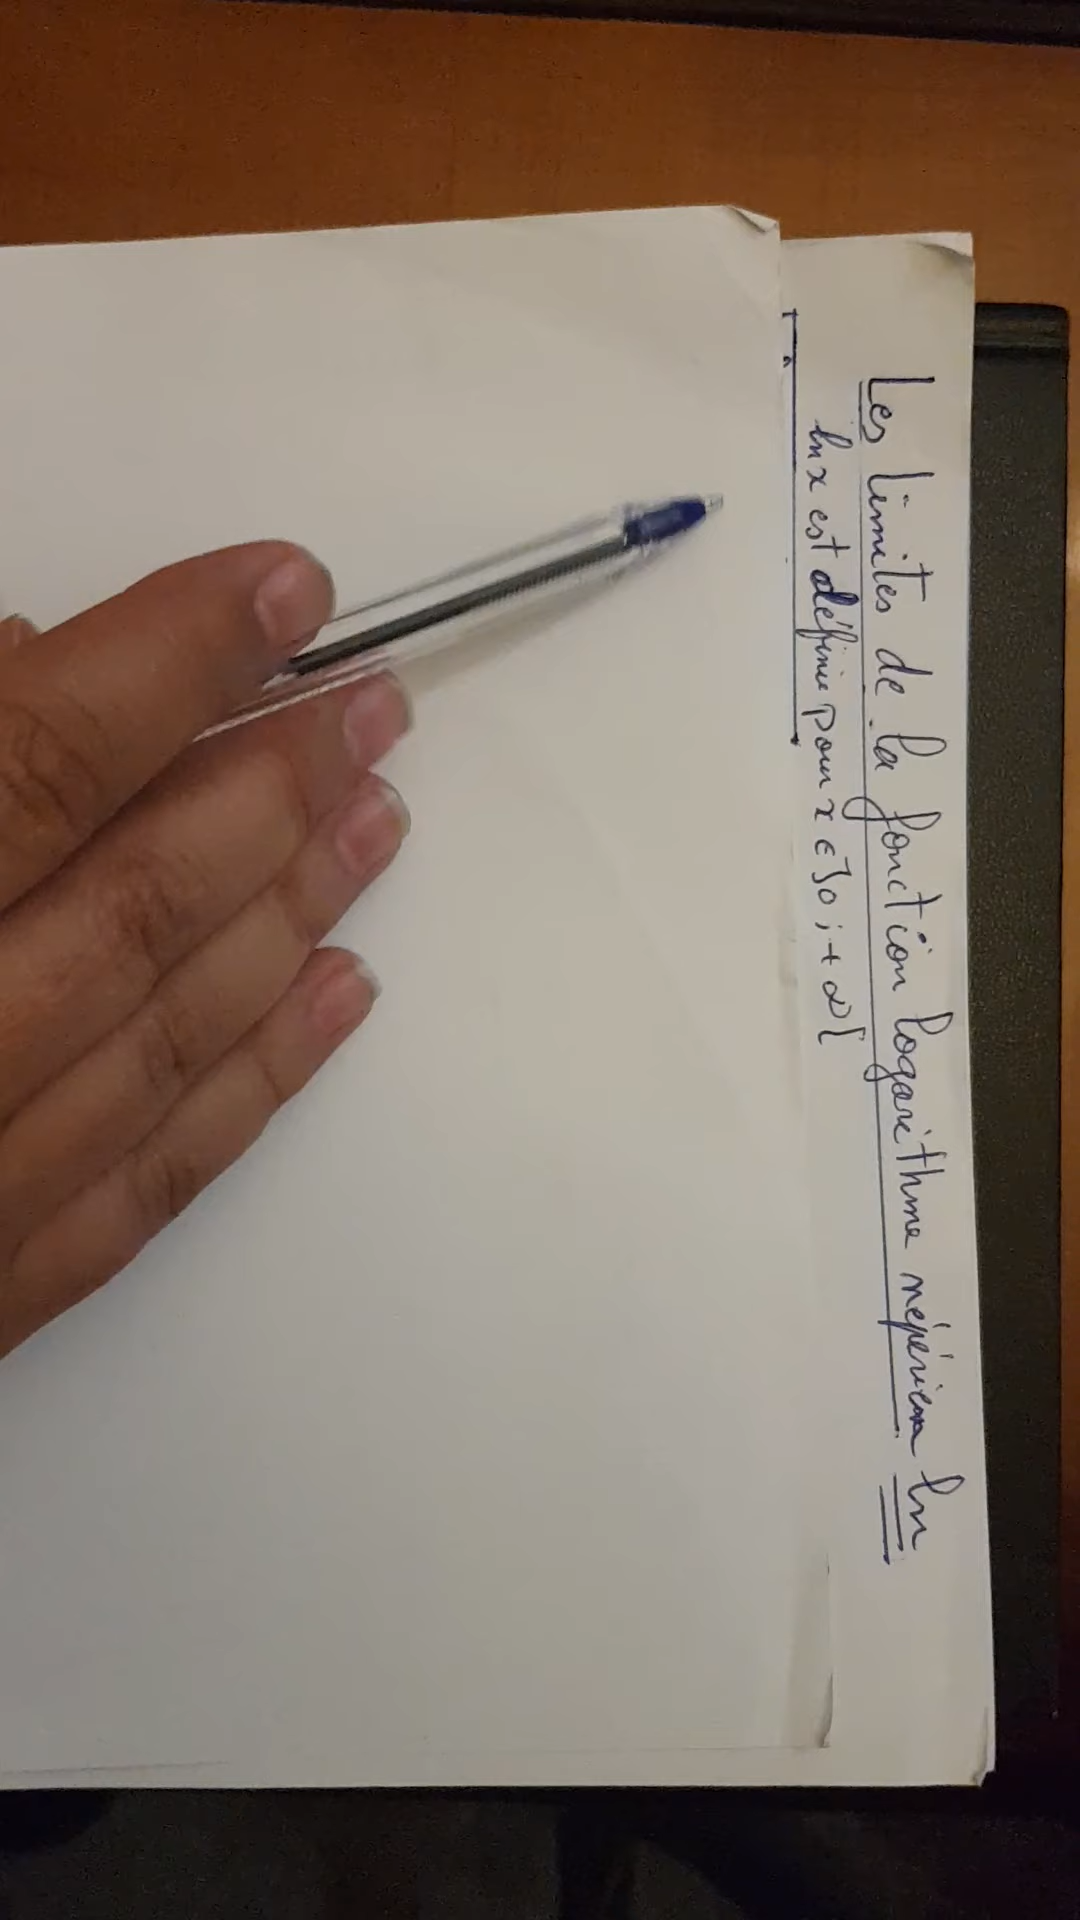 Les limites de la fonction logarithme népérien ln
ln x est définie pour x ∈ ]0 ; + ∞[